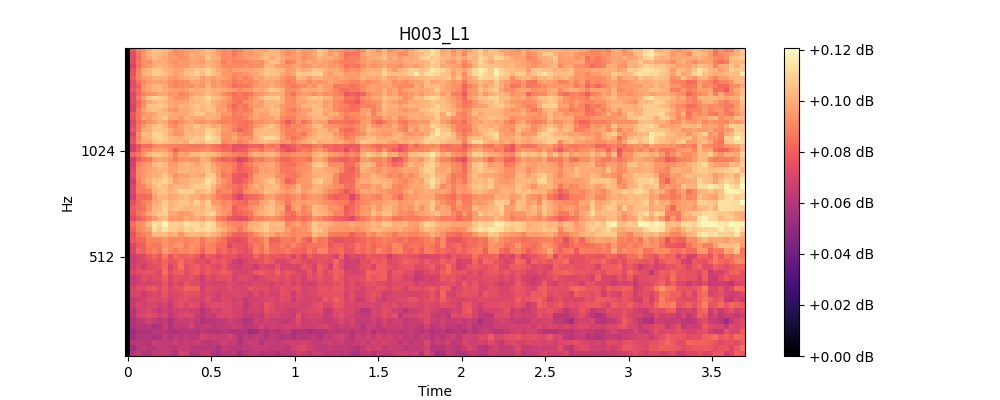 H003_L1
+0.12 dB
+0.10 dB
1024
+0.08 dB
Hz
+0.06 dB
512
+0.04 dB
+0.02 dB
+0.00 dB
0 0.5 1 1.5 2 2.5 3 3.5
Time